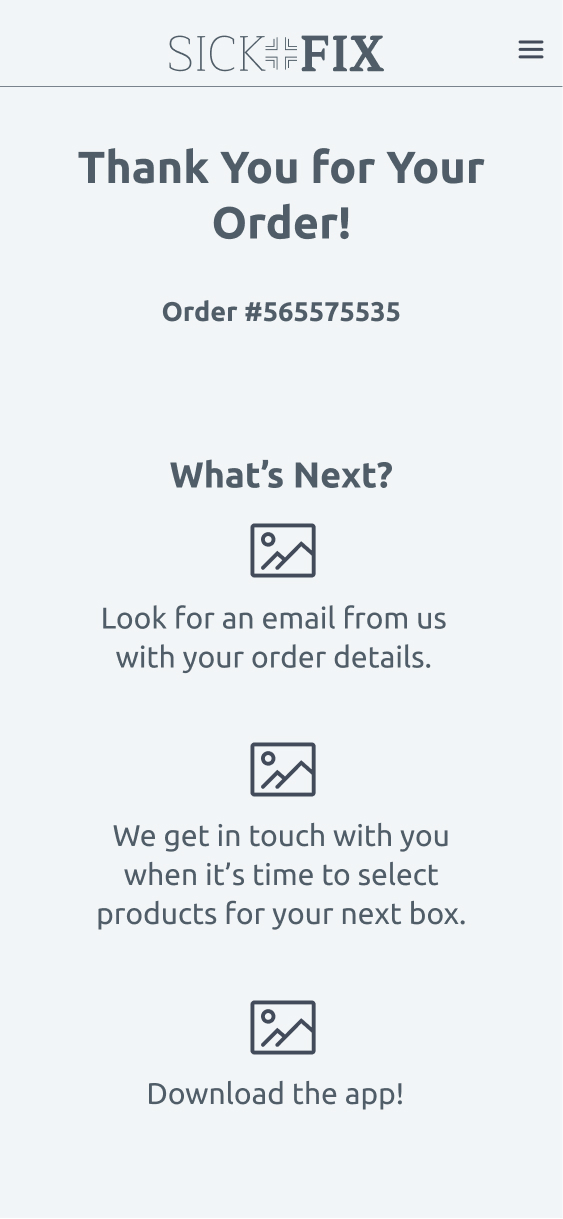 SICK FIX
Thank You for Your
Order!
Order #565575535
What’s Next?
Look for an email from us
with your order details.
We get in touch with you
when it’s time to select
products for your next box.
Download the app!